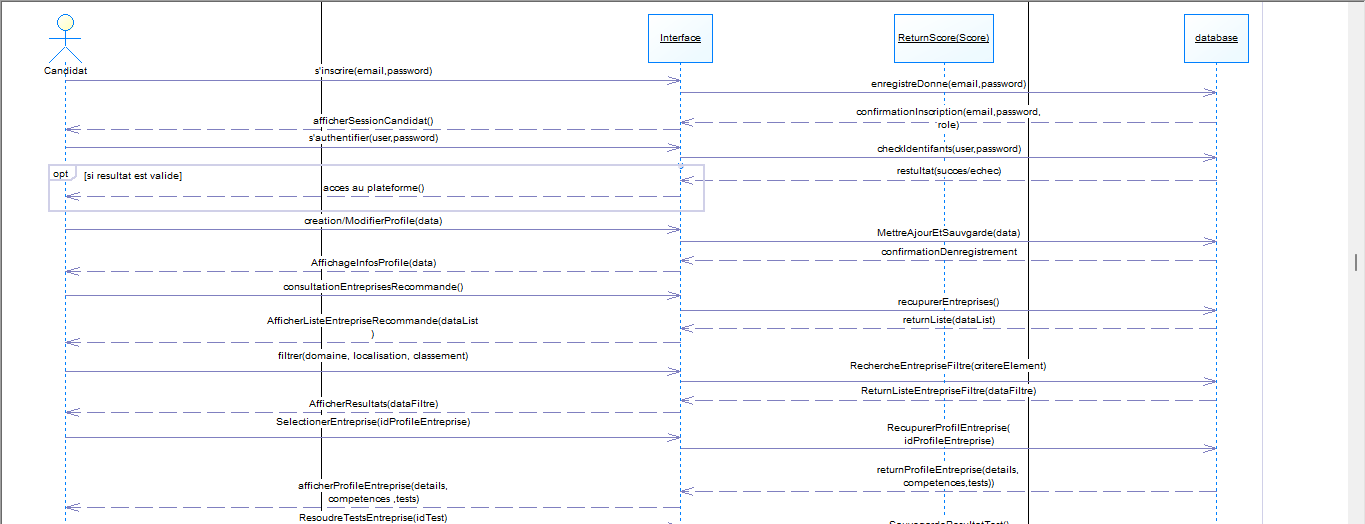 Candidat
Interface
ReturnScore(Score)
database
s'inscrire(email,password)
enregistreDonne(email,password)
confirmationInscription(email,password,
role)
afficherSessionCandidat()
s'authentifier(user,password)
checkIdentifants(user,password)
opt
[si resultat est valide]
restultat(succes/echec)
acces au plateforme()
creation/ModifierProfile(data)
MettreAjourEtSauvgarde(data)
confirmationDenregistrement
AffichageInfosProfile(data)
consultationEntreprisesRecommande()
recupurerEntreprises()
returnListe(dataList)
AfficherListeEntrepriseRecommande(dataList
)
filtrer(domaine, localisation, classement)
RechercheEntrepriseFiltre(critereElement)
ReturnListeEntrepriseFiltre(dataFiltre)
AfficherResultats(dataFiltre)
SelectionerEntreprise(idProfileEntreprise)
RecupurerProfilEntreprise(
idProfileEntreprise)
returnProfileEntreprise(details,
competences,tests))
afficherProfileEntreprise(details,
competences ,tests)
ResoudreTestsEntreprise(idTest)